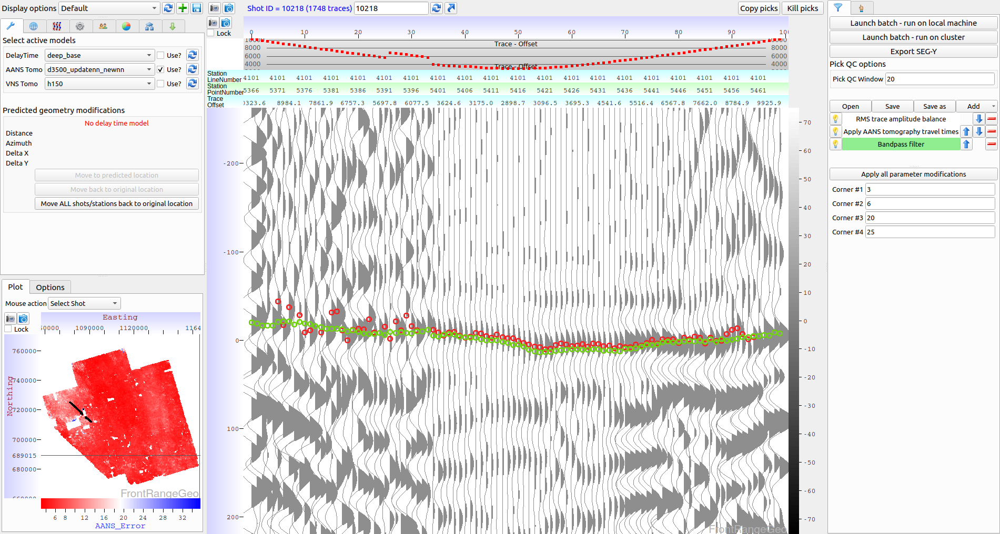 Display options Default
Shot ID = 10218 (1748 traces) 10218
Copy picks Kill picks
Lock
Select active models
DelayTime deep_base Use?
AANS Tomo d3500_updatenn_newnn Use?
VNS Tomo h150 Use?
Predicted geometry modifications
No delay time model
Distance
Azimuth
Delta X
Delta Y
Move to predicted location
Move back to original location
Move ALL shots/stations back to original location
Plot Options
Mouse action Select Shot
Lock
Easting
1090000 1120000 1164
Northing
760000
740000
720000
700000
689015
680000
FrontRangeGeo
6 8 12 16 20 24 28 32
AANS_Error
0 10 20 30 40 50 60 70 80 90 100
Trace - Offset
8000 8000
6000 6000
4000 4000
Trace - Offset
Station
LineNumber 4101 4101 4101 4101 4101 4101 4101 4101 4101 4101 4101 4101 4101 4101 4101 4101 4101 4101 4101 4101
Station
PointNumber 5366 5371 5376 5381 5386 5391 5396 5401 5406 5411 5416 5421 5426 5431 5436 5441 5446 5451 5456 5461
Trace
Offset 0323.6 8984.1 7861.9 6757.3 5697.8 6077.5 3624.6 3175.0 2898.7 3096.5 3695.3 4541.6 5516.4 6567.8 7662.0 8784.9 9925.9
-200
-100
0
100
200
70
60
50
40
30
20
10
0
-10
-20
-30
-40
-50
-60
-70
FrontRangeGeo
Launch batch - run on local machine
Launch batch - run on cluster
Export SEG-Y
Pick QC options
Pick QC Window 20
Open Save Save as Add
RMS trace amplitude balance
Apply AANS tomography travel times
Bandpass filter
Apply all parameter modifications
Corner #1 3
Corner #2 6
Corner #3 20
Corner #4 25